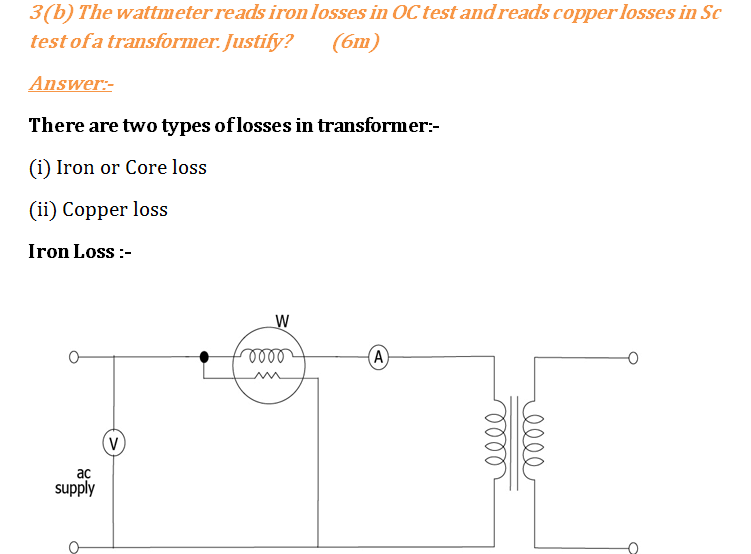 3(b) The wattmeter reads iron losses in OC test and reads copper losses in Sc
test of a transformer. Justify? (6m)
Answer:-
There are two types of losses in transformer:-
(i) Iron or Core loss
(ii) Copper loss
Iron Loss :-
W
A
V
ac
supply